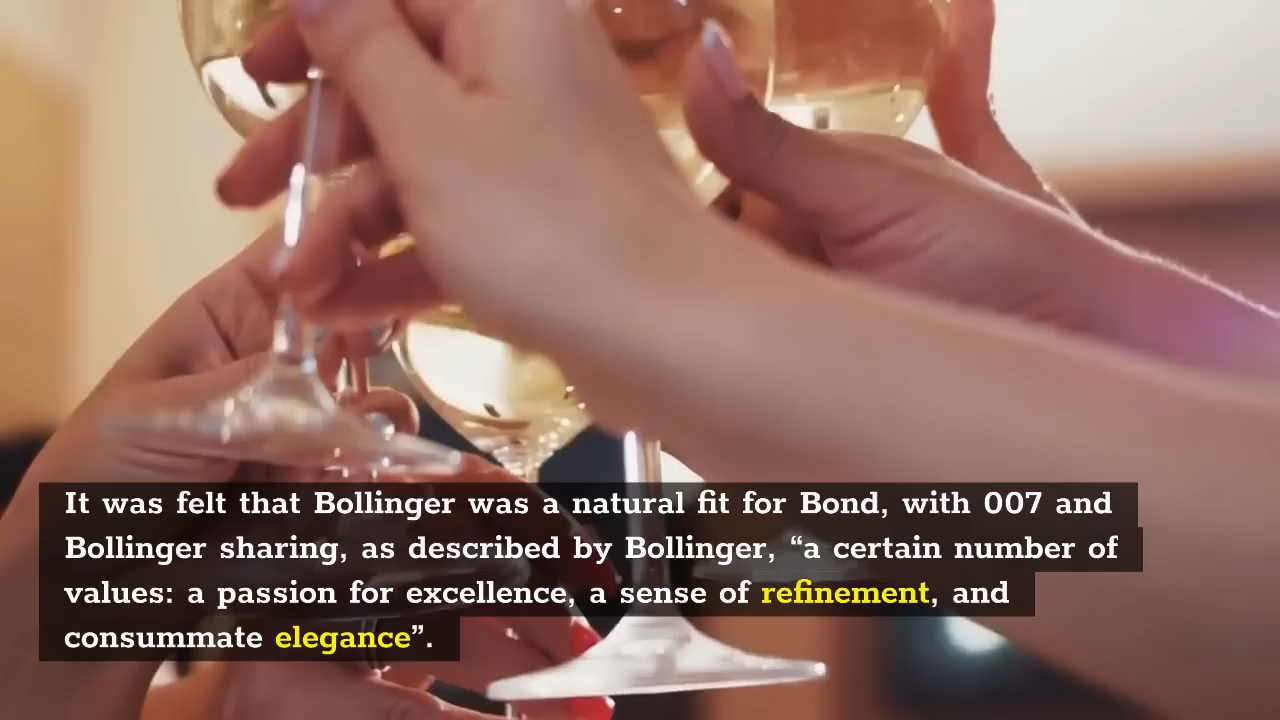 It was felt that Bollinger was a natural fit for Bond, with 007 and
Bollinger sharing, as described by Bollinger, “a certain number of
values: a passion for excellence, a sense of refinement, and
consummate elegance”.